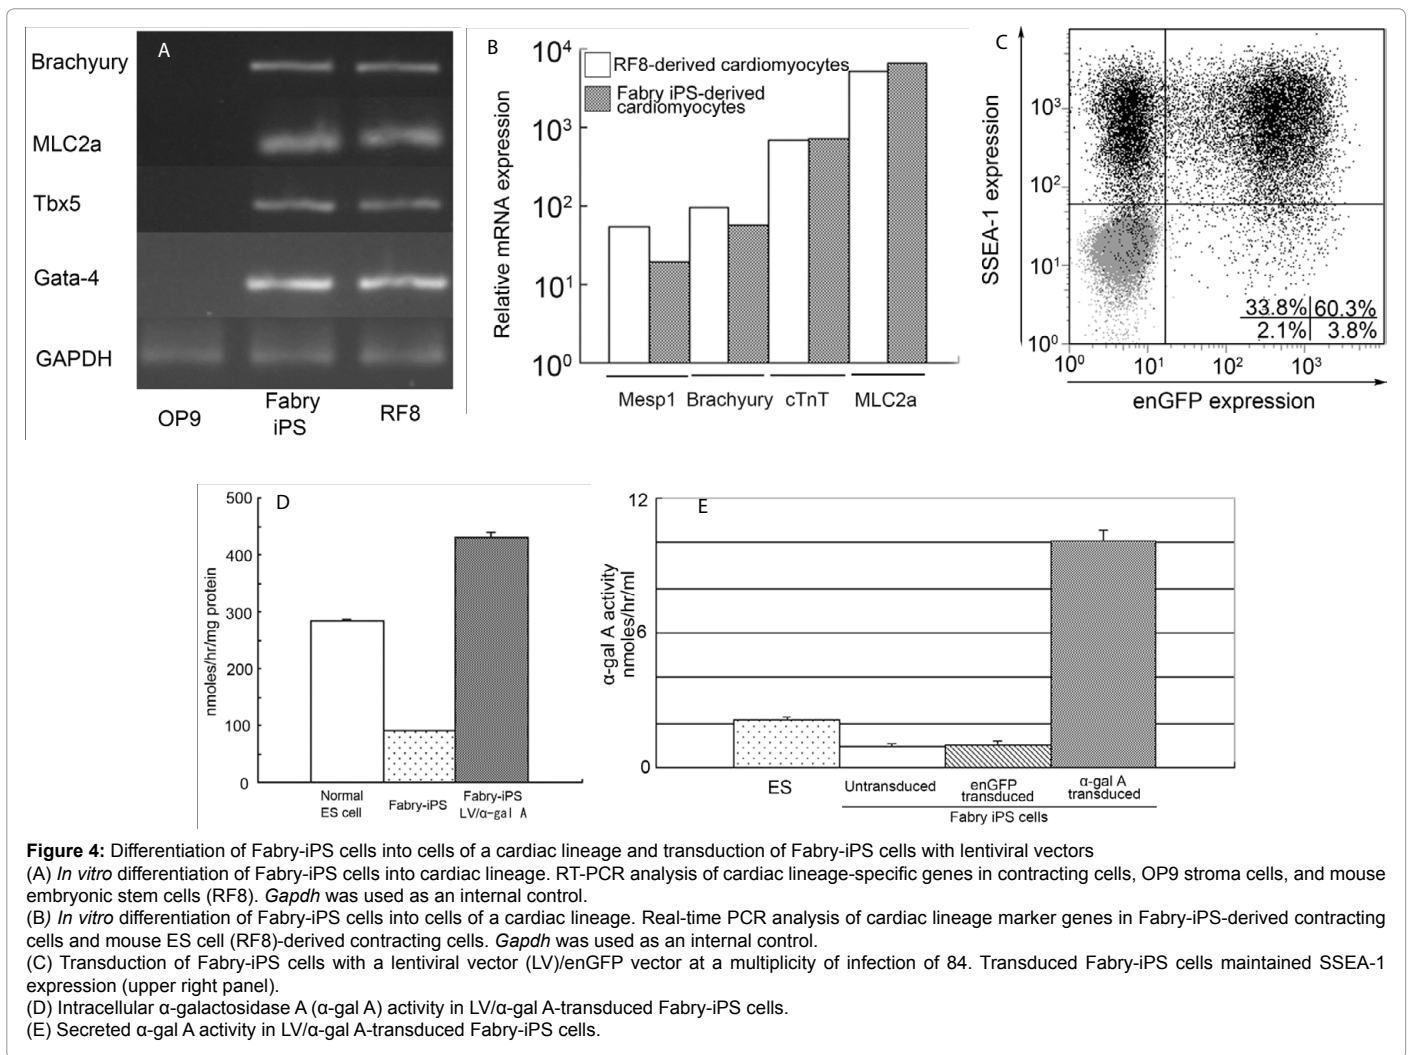 A
Brachyury
MLC2a
Tbx5
Gata-4
GAPDH
OP9
Fabry
iPS
RF8
B
Relative mRNA expression
10⁴
10³
10²
10¹
10⁰
RF8-derived cardiomyocytes
Fabry iPS-derived
cardiomyocytes
Mesp1 Brachyury cTnT MLC2a
C
SSEA-1 expression
10³
10²
10¹
10⁰
33.8% 60.3%
2.1% 3.8%
10⁰ 10¹ 10² 10³
enGFP expression
D
nmoles/hr/mg protein
500
400
300
200
100
0
Normal
ES cell
Fabry-iPS
Fabry-iPS
LV/α-gal A
E
α-gal A activity
nmoles/hr/ml
12
6
0
ES
Untransduced
enGFP
transduced
α-gal A
transduced
Fabry iPS cells
Figure 4: Differentiation of Fabry-iPS cells into cells of a cardiac lineage and transduction of Fabry-iPS cells with lentiviral vectors
(A) In vitro differentiation of Fabry-iPS cells into cardiac lineage. RT-PCR analysis of cardiac lineage-specific genes in contracting cells, OP9 stroma cells, and mouse
embryonic stem cells (RF8). Gapdh was used as an internal control.
(B) In vitro differentiation of Fabry-iPS cells into cells of a cardiac lineage. Real-time PCR analysis of cardiac lineage marker genes in Fabry-iPS-derived contracting
cells and mouse ES cell (RF8)-derived contracting cells. Gapdh was used as an internal control.
(C) Transduction of Fabry-iPS cells with a lentiviral vector (LV)/enGFP vector at a multiplicity of infection of 84. Transduced Fabry-iPS cells maintained SSEA-1
expression (upper right panel).
(D) Intracellular α-galactosidase A (α-gal A) activity in LV/α-gal A-transduced Fabry-iPS cells.
(E) Secreted α-gal A activity in LV/α-gal A-transduced Fabry-iPS cells.